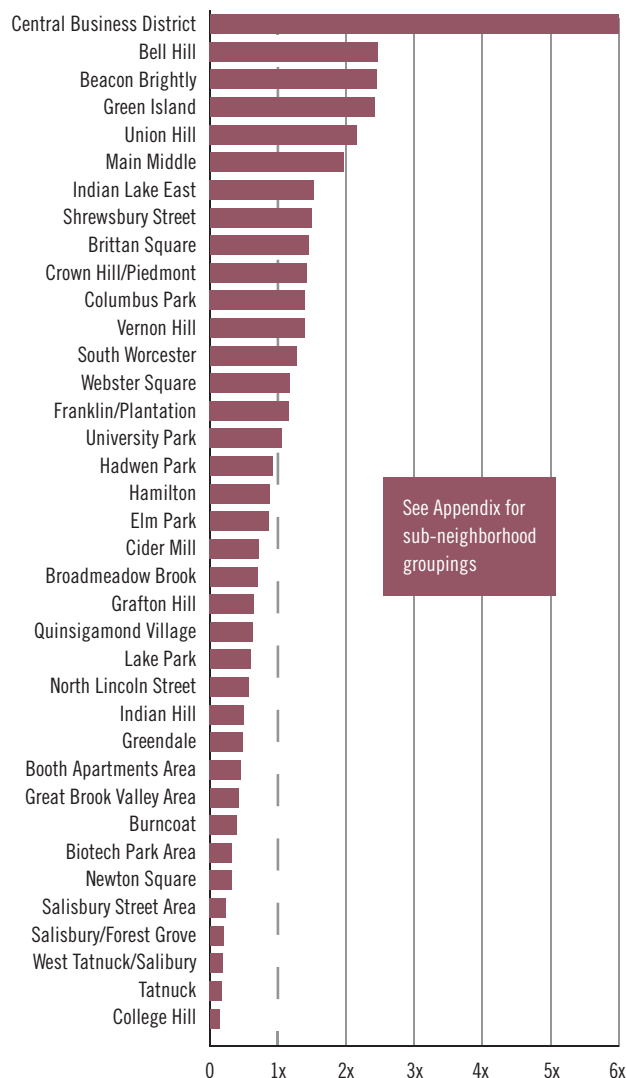 Central Business District
Bell Hill
Beacon Brightly
Green Island
Union Hill
Main Middle
Indian Lake East
Shrewsbury Street
Brittan Square
Crown Hill/Piedmont
Columbus Park
Vernon Hill
South Worcester
Webster Square
Franklin/Plantation
University Park
Hadwen Park
Hamilton
Elm Park
Cider Mill
Broadmeadow Brook
Grafton Hill
Quinsigamond Village
Lake Park
North Lincoln Street
Indian Hill
Greendale
Booth Apartments Area
Great Brook Valley Area
Burncoat
Biotech Park Area
Newton Square
Salisbury Street Area
Salisbury/Forest Grove
West Tatnuck/Salibury
Tatnuck
College Hill
See Appendix for
sub-neighborhood
groupings
0 1x 2x 3x 4x 5x 6x